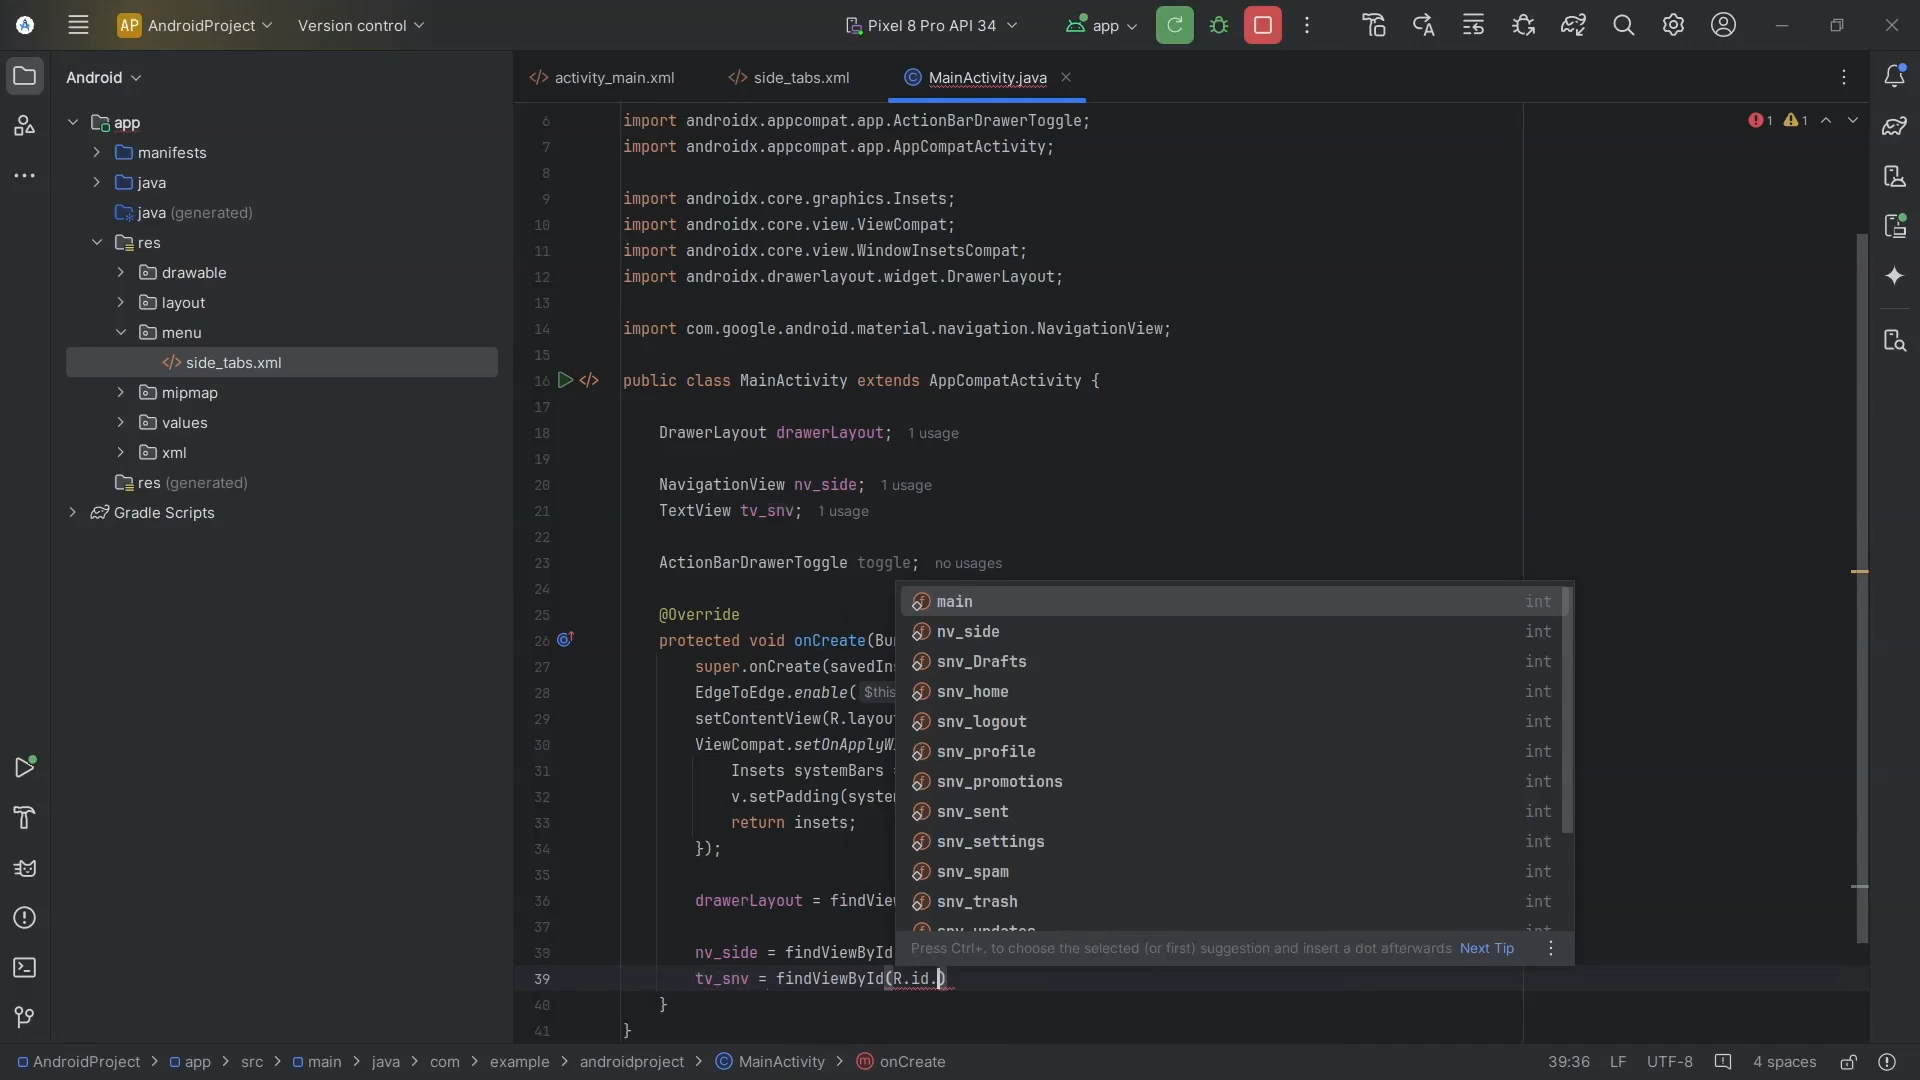 AP AndroidProject Version control Pixel 8 Pro API 34 app
Android
app
manifests
java
java (generated)
res
drawable
layout
menu
side_tabs.xml
mipmap
values
xml
res (generated)
Gradle Scripts
activity_main.xml side_tabs.xml MainActivity.java
1 1
6 import androidx.appcompat.app.ActionBarDrawerToggle;
7 import androidx.appcompat.app.AppCompatActivity;
8
9 import androidx.core.graphics.Insets;
10 import androidx.core.view.ViewCompat;
11 import androidx.core.view.WindowInsetsCompat;
12 import androidx.drawerlayout.widget.DrawerLayout;
13
14 import com.google.android.material.navigation.NavigationView;
15
16 public class MainActivity extends AppCompatActivity {
17
18 DrawerLayout drawerLayout; 1 usage
19
20 NavigationView nv_side; 1 usage
21 TextView tv_snv; 1 usage
22
23 ActionBarDrawerToggle toggle; no usages
24
25 @Override
26 protected void onCreate(Bu
27 super.onCreate(savedIns
28 EdgeToEdge.enable( $this
29 setContentView(R.layou
30 ViewCompat.setOnApplyW
31 Insets systemBars =
32 v.setPadding(system
33 return insets;
34 });
35
36 drawerLayout = findView
37
38 nv_side = findViewById
39 tv_snv = findViewById(R.id.)
40 }
41 }
main int
nv_side int
snv_Drafts int
snv_home int
snv_logout int
snv_profile int
snv_promotions int
snv_sent int
snv_settings int
snv_spam int
snv_trash int
snv_updates int
Press Ctrl+. to choose the selected (or first) suggestion and insert a dot afterwards Next Tip
AndroidProject > app > src > main > java > com > example > androidproject > MainActivity > onCreate
39:36 LF UTF-8 4 spaces